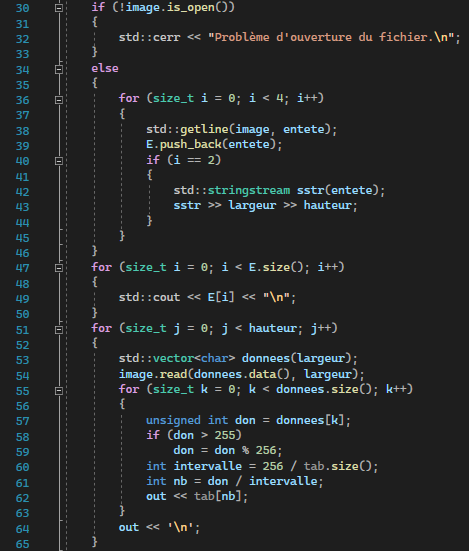 30 if (!image.is_open())
31 {
32 std::cerr << "Problème d'ouverture du fichier.\n";
33 }
34 else
35 {
36 for (size_t i = 0; i < 4; i++)
37 {
38 std::getline(image, entete);
39 E.push_back(entete);
40 if (i == 2)
41 {
42 std::stringstream sstr(entete);
43 sstr >> largeur >> hauteur;
44 }
45 }
46 }
47 for (size_t i = 0; i < E.size(); i++)
48 {
49 std::cout << E[i] << "\n";
50 }
51 for (size_t j = 0; j < hauteur; j++)
52 {
53 std::vector<char> donnees(largeur);
54 image.read(donnees.data(), largeur);
55 for (size_t k = 0; k < donnees.size(); k++)
56 {
57 unsigned int don = donnees[k];
58 if (don > 255)
59 don = don % 256;
60 int intervalle = 256 / tab.size();
61 int nb = don / intervalle;
62 out << tab[nb];
63 }
64 out << '\n';
65 }